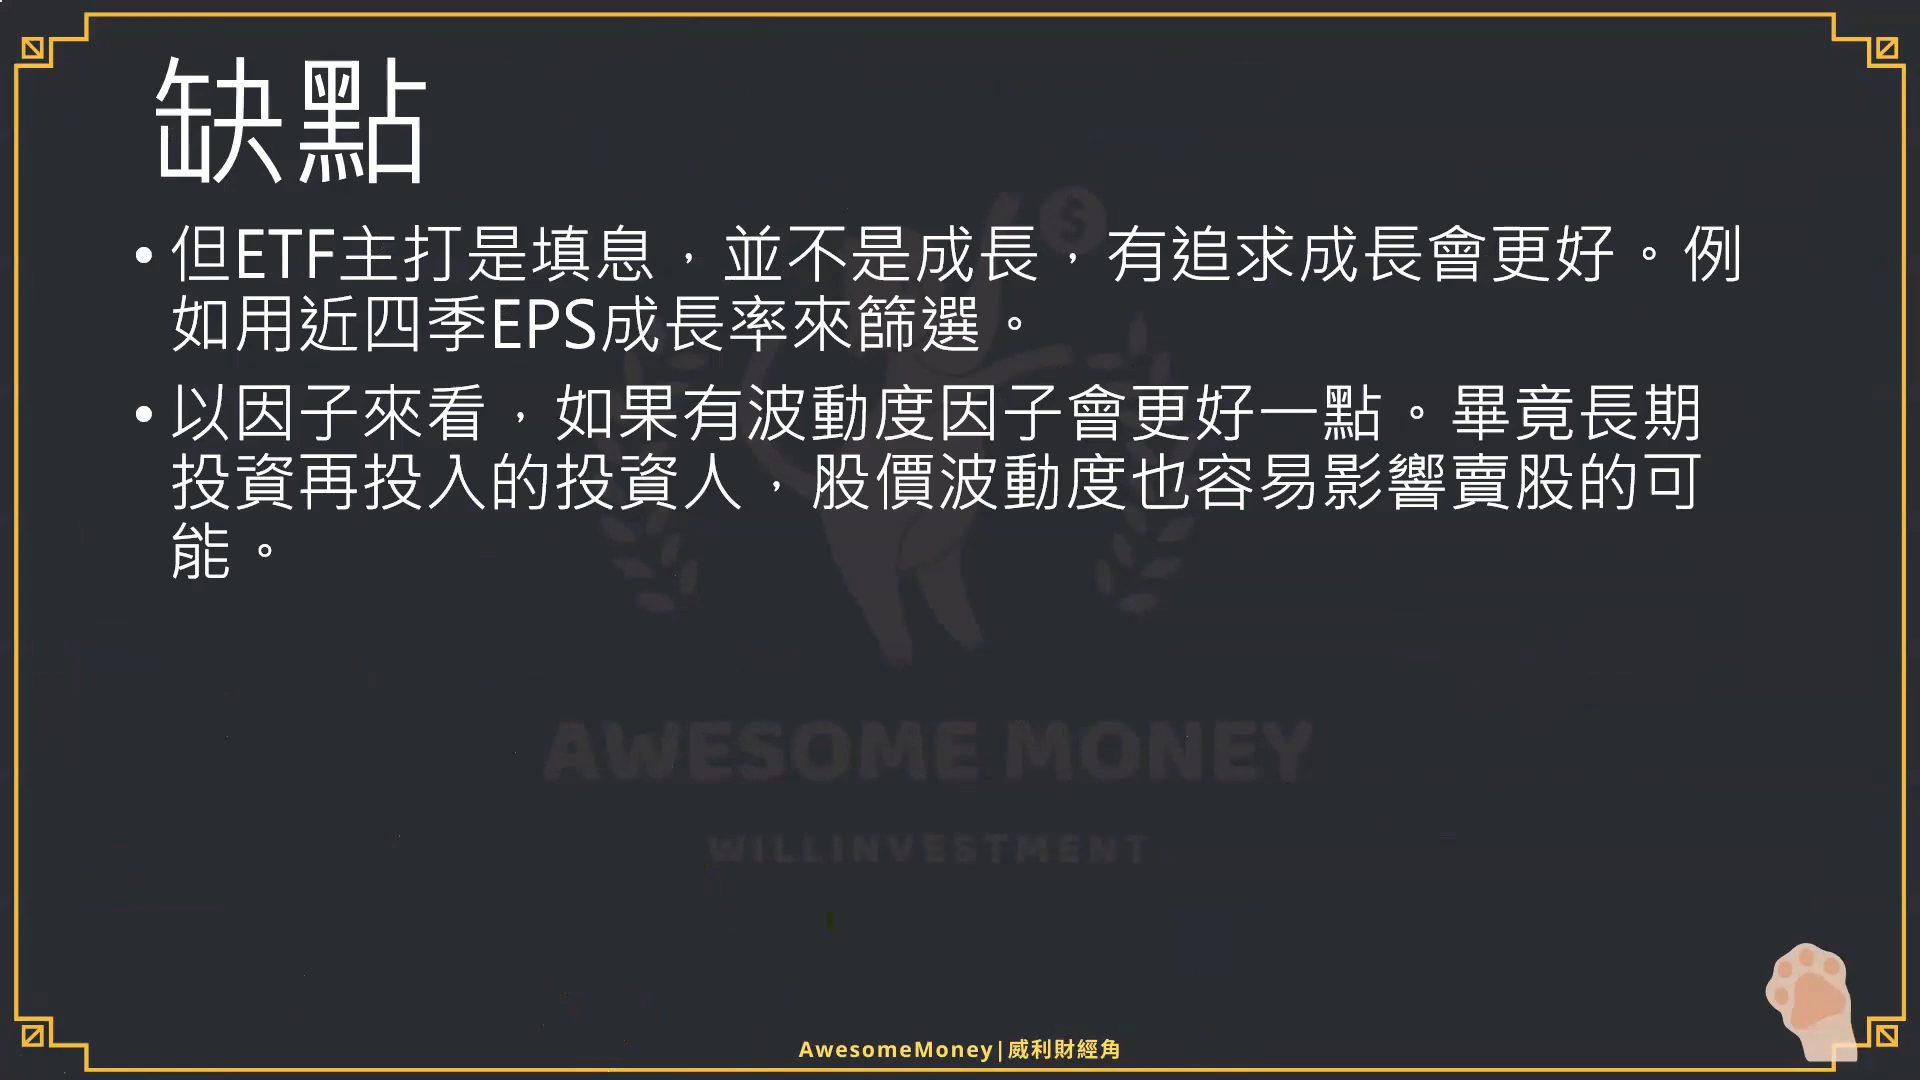 缺點
• 但ETF主打是填息，並不是成長，有追求成長會更好。例
如用近四季EPS成長率來篩選。
• 以因子來看，如果有波動度因子會更好一點。畢竟長期
投資再投入的投資人，股價波動度也容易影響賣股的可
能。
AWESOME MONEY
WILLINVESTMENT
AwesomeMoney|威利財經角